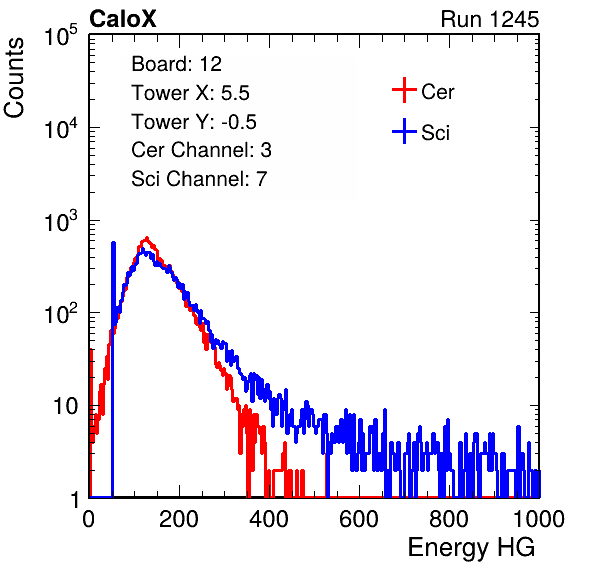 CaloX Run 1245
Counts
10^5
10^4
10^3
10^2
10
1
Board: 12
Tower X: 5.5
Tower Y: -0.5
Cer Channel: 3
Sci Channel: 7
Cer
Sci
0 200 400 600 800 1000
Energy HG